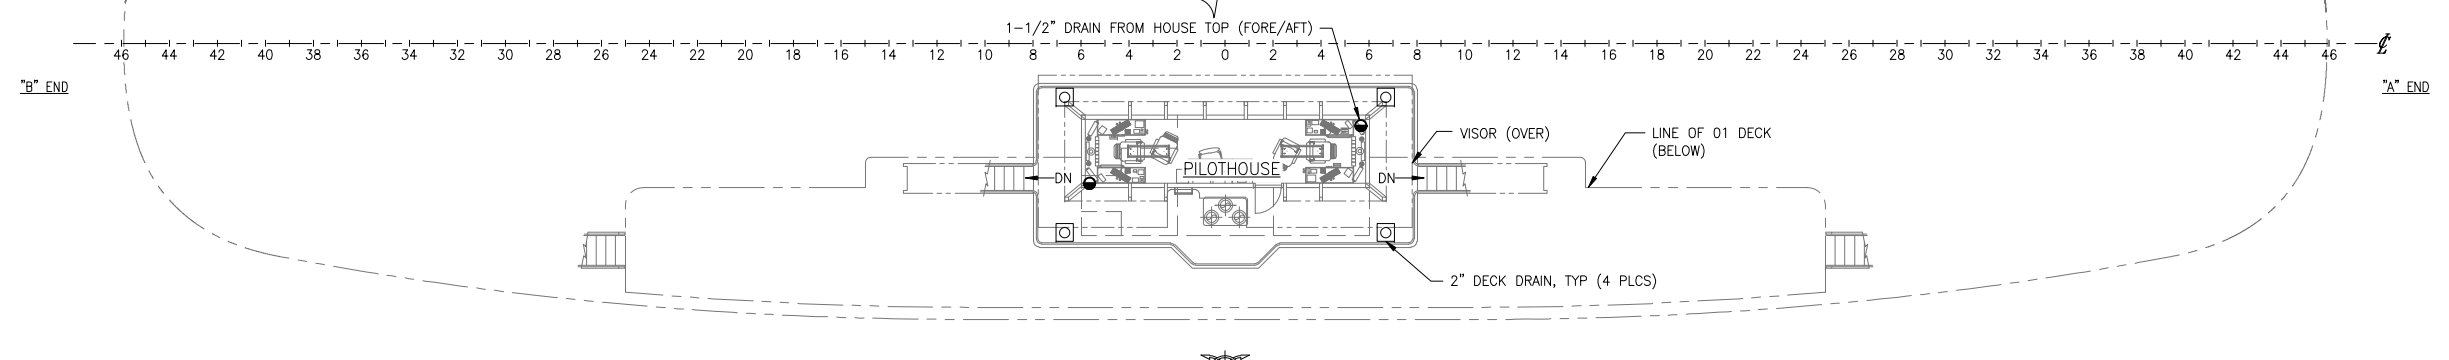 1-1/2" DRAIN FROM HOUSE TOP (FORE/AFT)
46 44 42 40 38 36 34 32 30 28 26 24 22 20 18 16 14 12 10 8 6 4 2 0 2 4 6 8 10 12 14 16 18 20 22 24 26 28 30 32 34 36 38 40 42 44 46 ℄
"B" END
"A" END
VISOR (OVER)
LINE OF 01 DECK
(BELOW)
PILOTHOUSE
DN
DN
2" DECK DRAIN, TYP (4 PLCS)